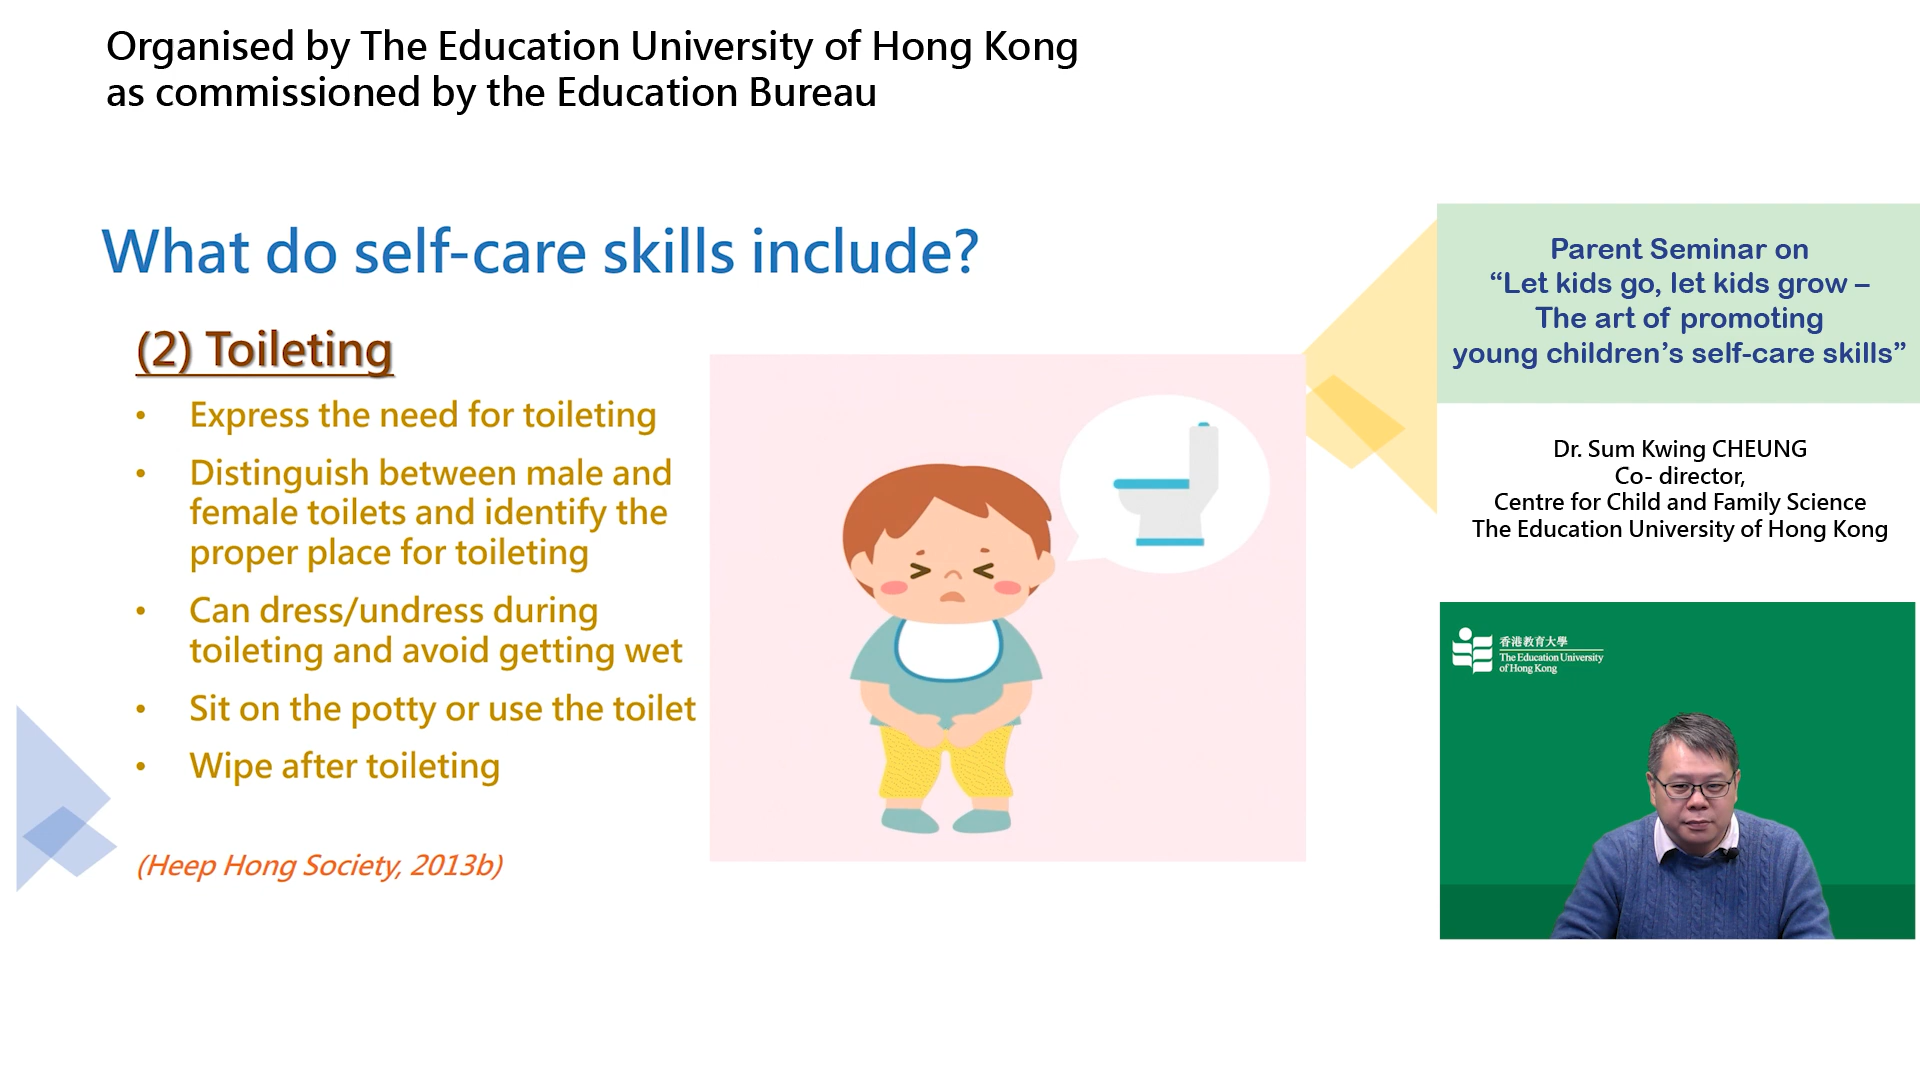 Organised by The Education University of Hong Kong
as commissioned by the Education Bureau
What do self-care skills include?
(2) Toileting
• Express the need for toileting
• Distinguish between male and
female toilets and identify the
proper place for toileting
• Can dress/undress during
toileting and avoid getting wet
• Sit on the potty or use the toilet
• Wipe after toileting
(Heep Hong Society, 2013b)
Parent Seminar on
“Let kids go, let kids grow –
The art of promoting
young children’s self-care skills”
Dr. Sum Kwing CHEUNG
Co- director,
Centre for Child and Family Science
The Education University of Hong Kong
香港教育大學
The Education University
of Hong Kong